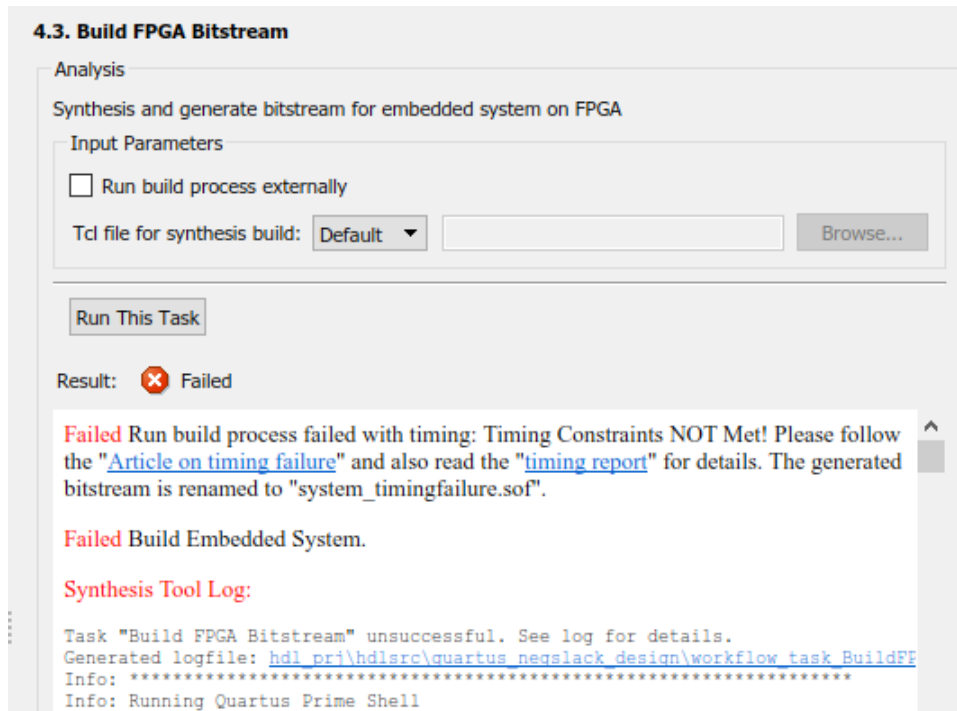 4.3. Build FPGA Bitstream
Analysis
Synthesis and generate bitstream for embedded system on FPGA
Input Parameters
Run build process externally
Tcl file for synthesis build: Default Browse...
Run This Task
Result: Failed
Failed Run build process failed with timing: Timing Constraints NOT Met! Please follow
the "Article on timing failure" and also read the "timing report" for details. The generated
bitstream is renamed to "system_timingfailure.sof".
Failed Build Embedded System.
Synthesis Tool Log:
Task "Build FPGA Bitstream" unsuccessful. See log for details.
Generated logfile: hdl_prj\hdlsrc\quartus_negslack_design\workflow_task_BuildFP
Info: *******************************************************************
Info: Running Quartus Prime Shell